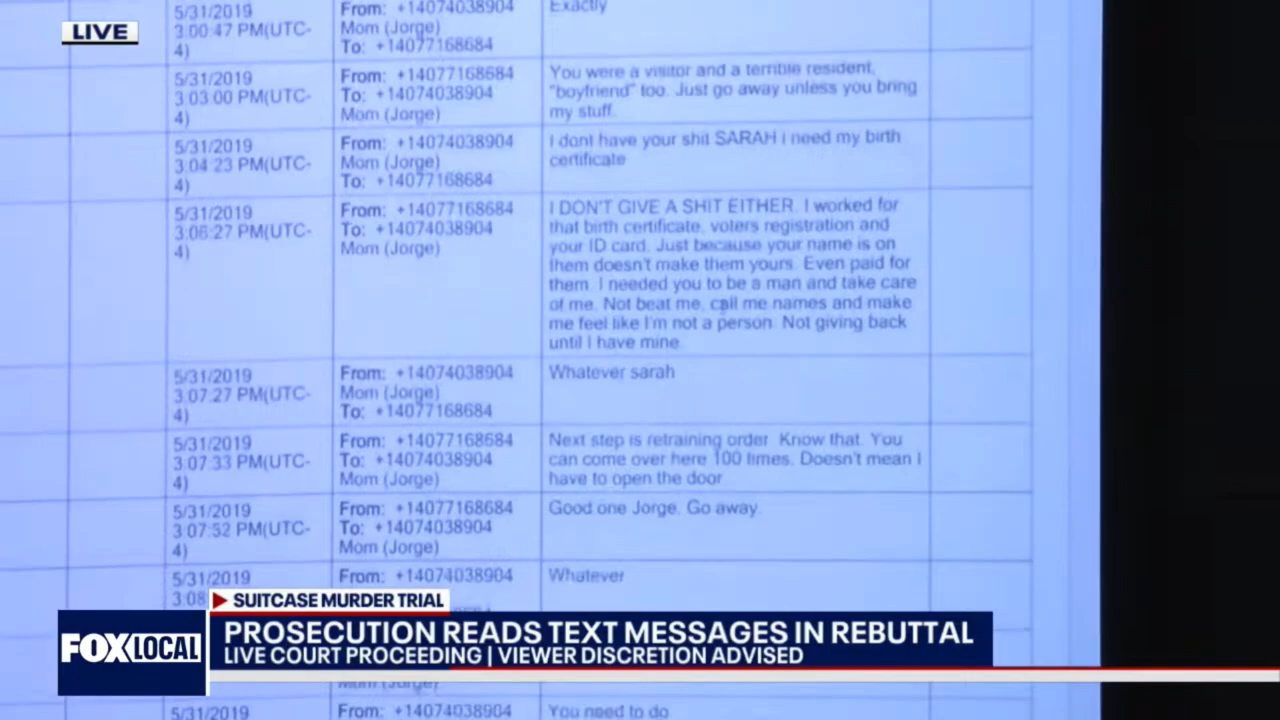 LIVE
5/31/2019
3:00:47 PM(UTC-
4)
From: +14074038904
Mom (Jorge)
To: +14077168684
Exactly
5/31/2019
3:03:00 PM(UTC-
4)
From: +14077168684
To: +14074038904
Mom (Jorge)
You were a visitor and a terrible resident,
"boyfriend" too. Just go away unless you bring
my stuff.
5/31/2019
3:04:23 PM(UTC-
4)
From: +14074038904
Mom (Jorge)
To: +14077168684
I dont have your shit SARAH i need my birth
certificate
5/31/2019
3:06:27 PM(UTC-
4)
From: +14077168684
To: +14074038904
Mom (Jorge)
I DON'T GIVE A SHIT EITHER. I worked for
that birth certificate, voters registration and
your ID card. Just because your name is on
them doesn't make them yours. Even paid for
them. I needed you to be a man and take care
of me. Not beat me, call me names and make
me feel like I'm not a person. Not giving back
until I have mine.
5/31/2019
3:07:27 PM(UTC-
4)
From: +14074038904
Mom (Jorge)
To: +14077168684
Whatever sarah
5/31/2019
3:07:33 PM(UTC-
4)
From: +14077168684
To: +14074038904
Mom (Jorge)
Next step is retraining order. Know that. You
can come over here 100 times. Doesn't mean I
have to open the door.
5/31/2019
3:07:52 PM(UTC-
4)
From: +14077168684
To: +14074038904
Mom (Jorge)
Good one Jorge. Go away.
5/31/2019
3:08
From: +14074038904
Whatever
SUITCASE MURDER TRIAL
FOX LOCAL
PROSECUTION READS TEXT MESSAGES IN REBUTTAL
LIVE COURT PROCEEDING | VIEWER DISCRETION ADVISED
Mom (Jorge)
5/31/2019
From: +14074038904
You need to do